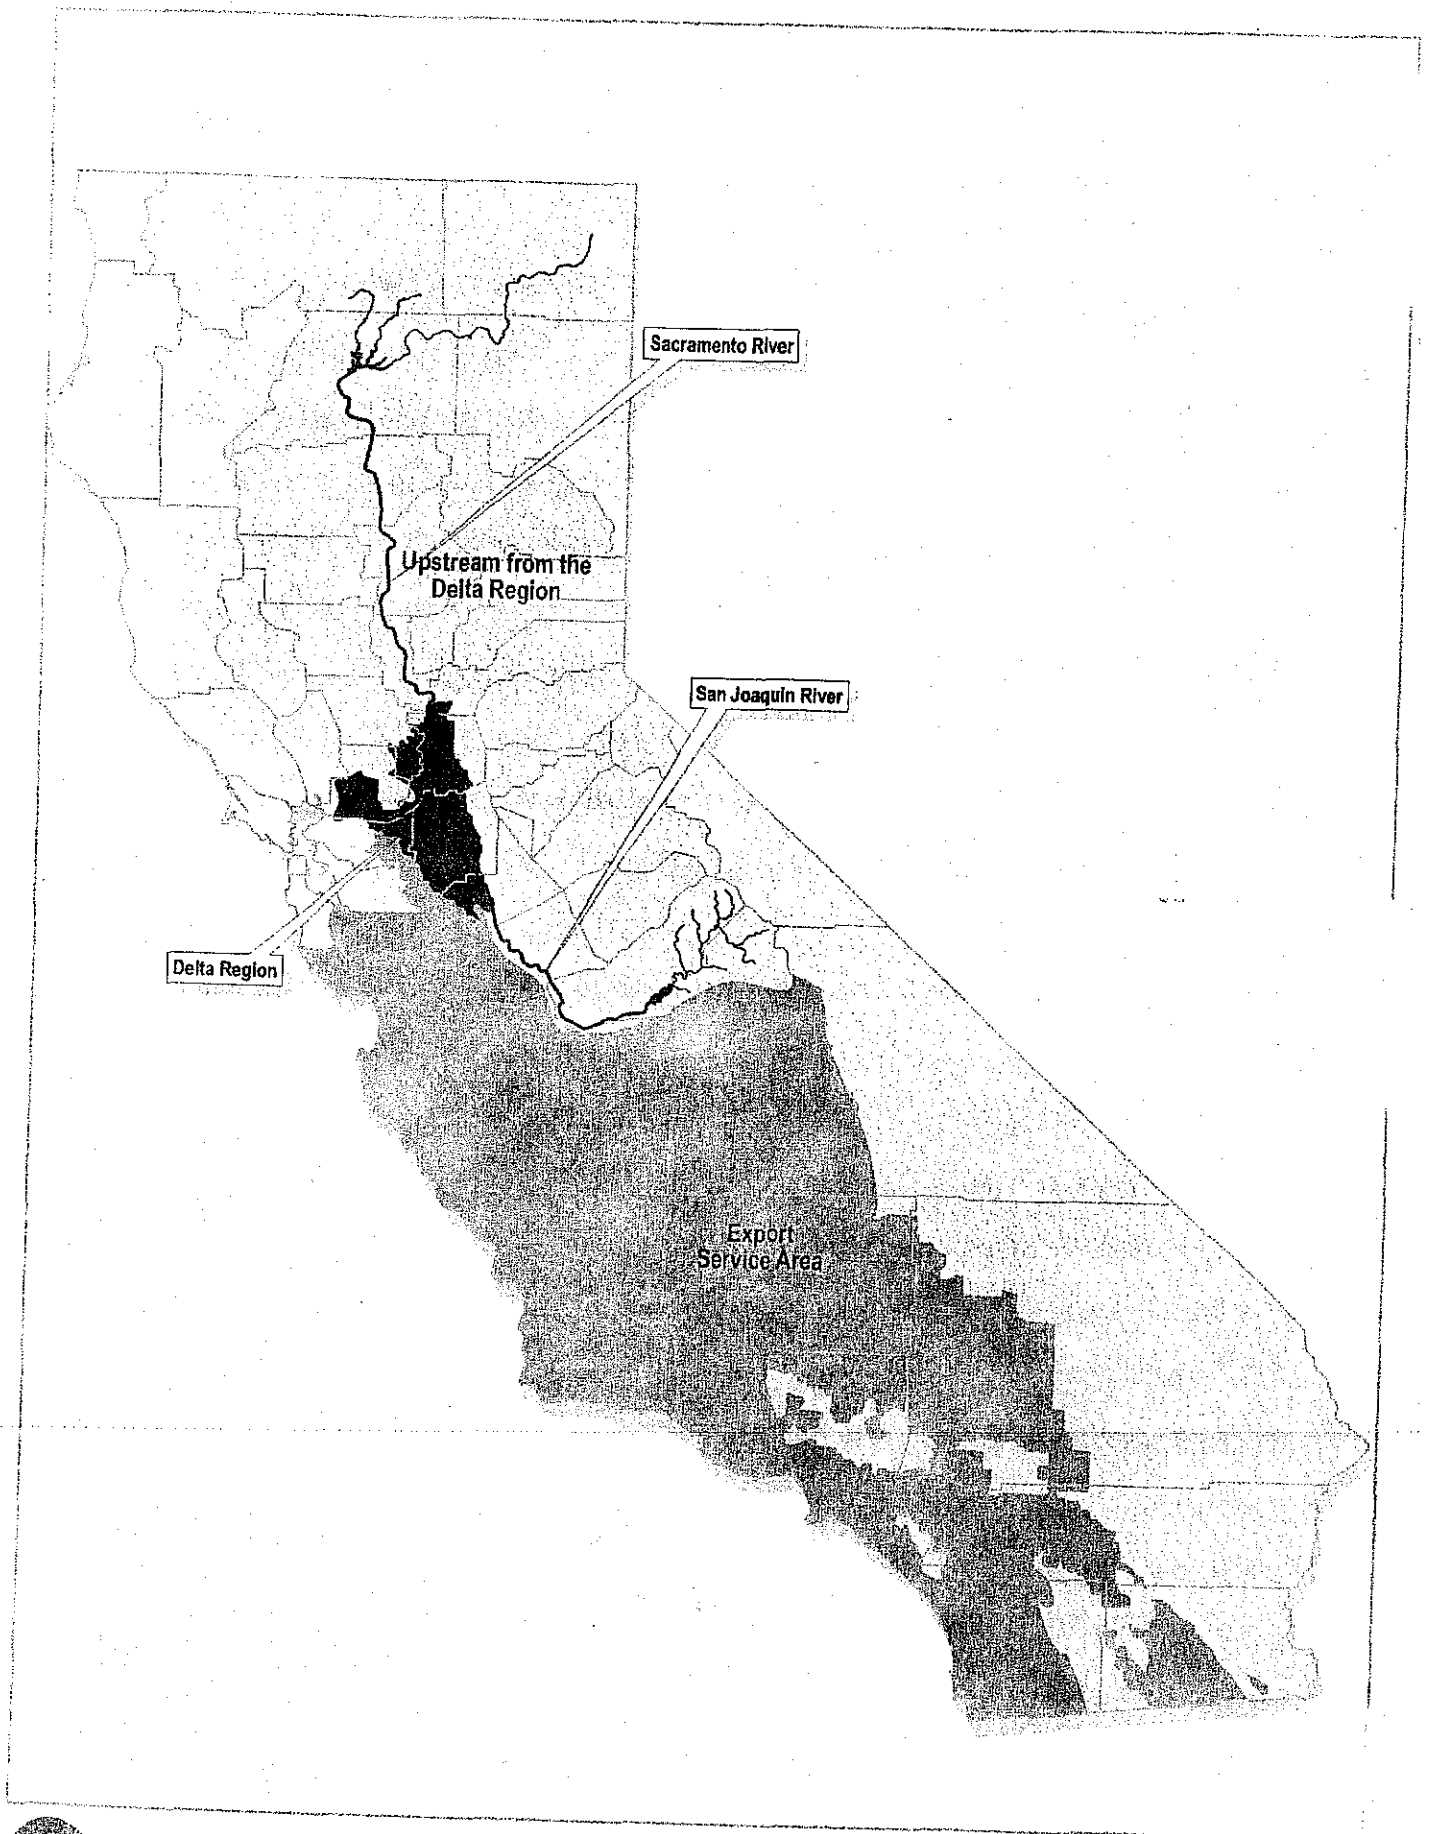 Sacramento River
Upstream from the
Delta Region
San Joaquin River
Delta Region
Export
Service Area